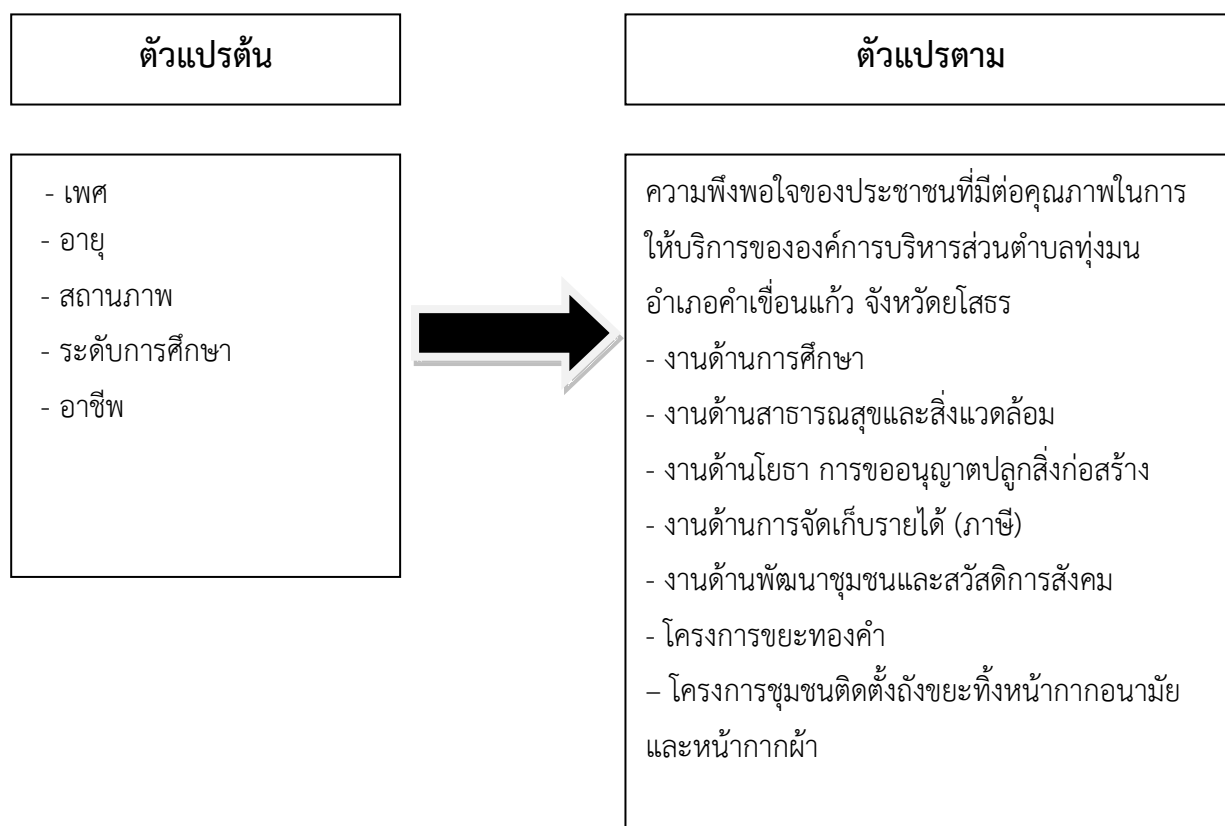 ตัวแปรต้น
ตัวแปรตาม
- เพศ
- อายุ
- สถานภาพ
- ระดับการศึกษา
- อาชีพ
ความพึงพอใจของประชาชนที่มีต่อคุณภาพในการ
ให้บริการขององค์การบริหารส่วนตำบลทุ่งมน
อำเภอคำเขื่อนแก้ว จังหวัดยโสธร
- งานด้านการศึกษา
- งานด้านสาธารณสุขและสิ่งแวดล้อม
- งานด้านโยธา การขออนุญาตปลูกสิ่งก่อสร้าง
- งานด้านการจัดเก็บรายได้ (ภาษี)
- งานด้านพัฒนาชุมชนและสวัสดิการสังคม
- โครงการขยะทองคำ
– โครงการชุมชนติดตั้งถังขยะทิ้งหน้ากากอนามัย
และหน้ากากผ้า